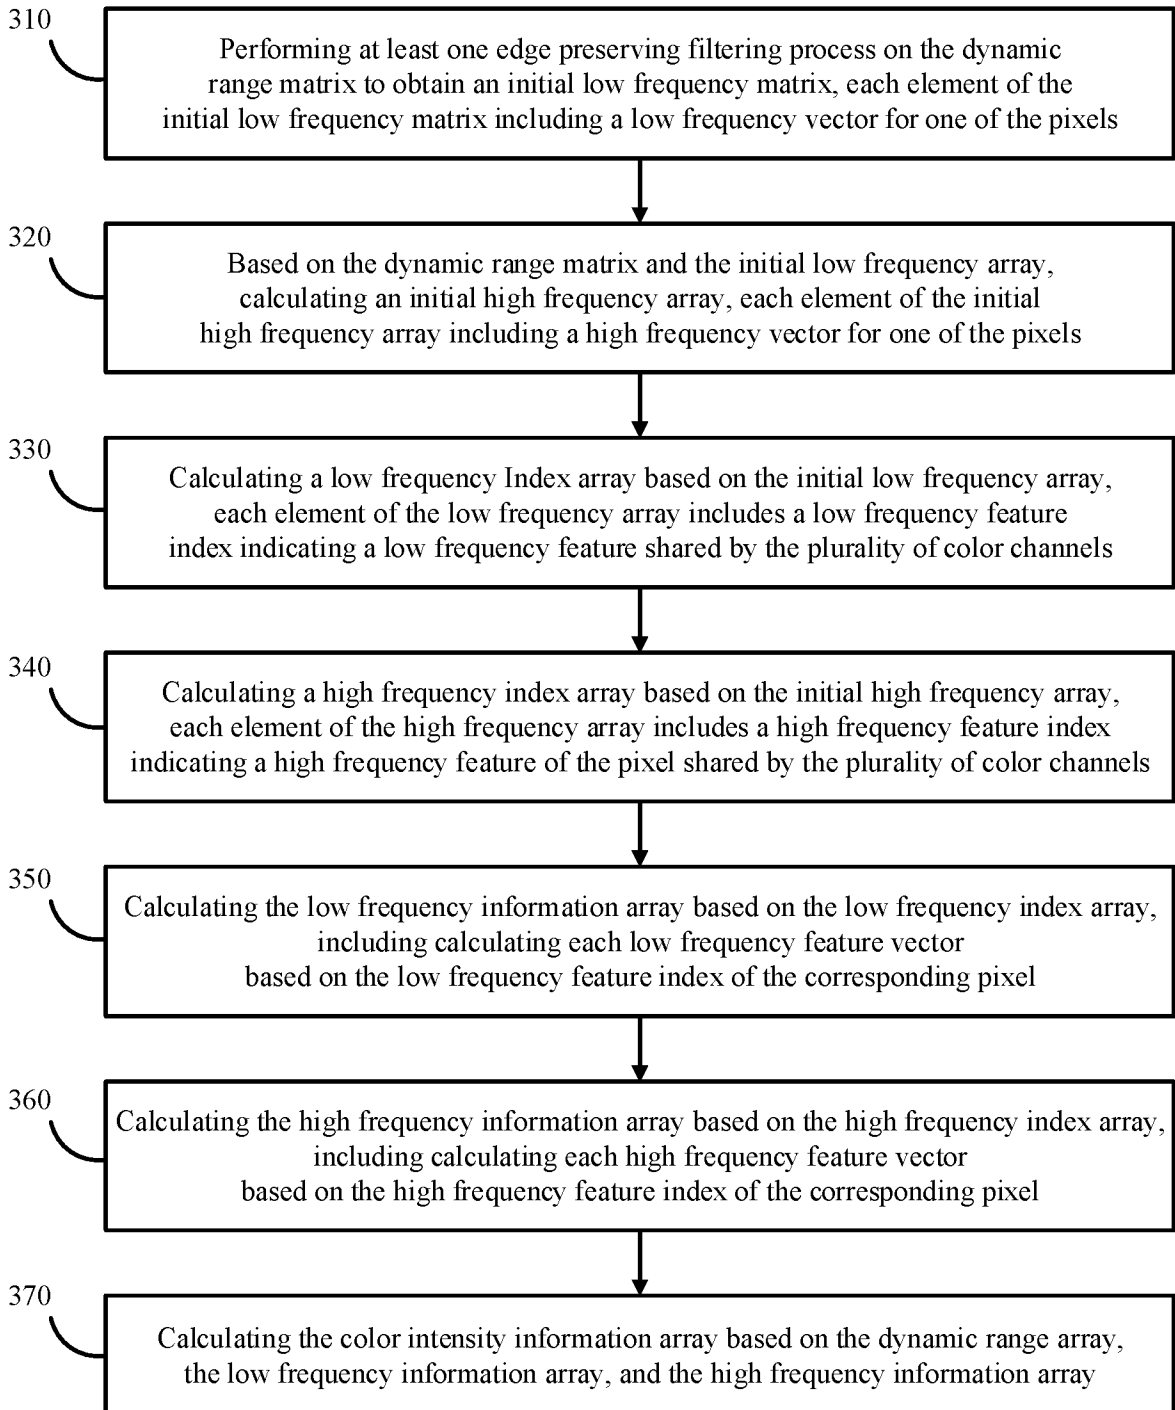 310
Performing at least one edge preserving filtering process on the dynamic
range matrix to obtain an initial low frequency matrix, each element of the
initial low frequency matrix including a low frequency vector for one of the pixels
320
Based on the dynamic range matrix and the initial low frequency array,
calculating an initial high frequency array, each element of the initial
high frequency array including a high frequency vector for one of the pixels
330
Calculating a low frequency Index array based on the initial low frequency array,
each element of the low frequency array includes a low frequency feature
index indicating a low frequency feature shared by the plurality of color channels
340
Calculating a high frequency index array based on the initial high frequency array,
each element of the high frequency array includes a high frequency feature index
indicating a high frequency feature of the pixel shared by the plurality of color channels
350
Calculating the low frequency information array based on the low frequency index array,
including calculating each low frequency feature vector
based on the low frequency feature index of the corresponding pixel
360
Calculating the high frequency information array based on the high frequency index array,
including calculating each high frequency feature vector
based on the high frequency feature index of the corresponding pixel
370
Calculating the color intensity information array based on the dynamic range array,
the low frequency information array, and the high frequency information array